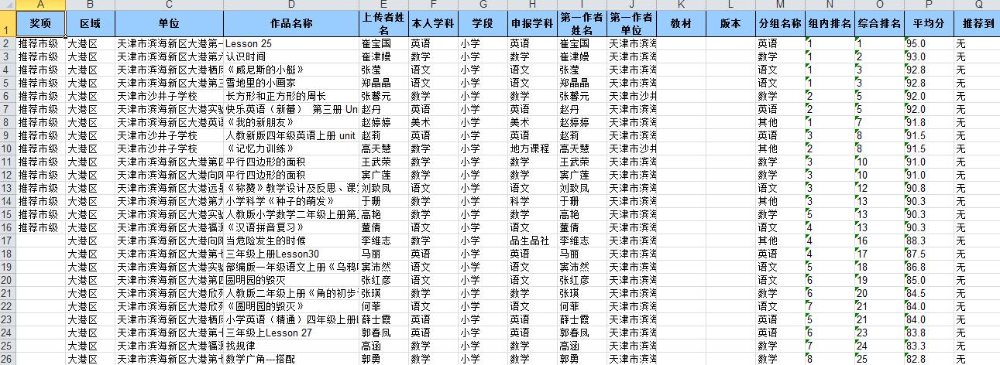 A B C D E F G H I J K L M N O P Q
1 奖项 区域 单位 作品名称 上传者姓名 本人学科 学段 申报学科 第一作者姓名 第一作者单位 教材 版本 分组名称 组内排名 综合排名 平均分 推荐到
2 推荐市级 大港区 天津市滨海新区大港第一 Lesson 25 崔宝国 英语 小学 英语 崔宝国 天津市滨海 英语 1 1 95.0 无
3 推荐市级 大港区 天津市滨海新区大港第六 认识时间 崔津嫚 数学 小学 数学 崔津嫚 天津市滨海 数学 1 2 93.0 无
4 推荐市级 大港区 天津市滨海新区大港栖凤 《威尼斯的小艇》 张莹 语文 小学 语文 张莹 天津市滨海 语文 1 3 92.8 无
5 推荐市级 大港区 天津市滨海新区大港第三 雪地里的小画家 郑晶晶 语文 小学 语文 郑晶晶 天津市滨海 语文 1 3 92.8 无
6 推荐市级 大港区 天津市沙井子学校 长方形和正方形的周长 张馨元 数学 小学 数学 张馨元 天津市沙井 数学 2 5 92.0 无
7 推荐市级 大港区 天津市滨海新区大港实验 快乐英语（新蕾） 第三册 Un 赵丹 英语 小学 英语 赵丹 天津市滨海 英语 2 5 92.0 无
8 推荐市级 大港区 天津市滨海新区大港英语 《我的新朋友》 赵婷婷 美术 小学 美术 赵婷婷 天津市滨海 其他 1 7 91.8 无
9 推荐市级 大港区 天津市沙井子学校 人教新版四年级英语上册 unit 赵莉 英语 小学 英语 赵莉 天津市沙井 英语 3 8 91.5 无
10 推荐市级 大港区 天津市沙井子学校 《记忆力训练》 高天慧 数学 小学 地方课程 高天慧 天津市沙井 其他 2 8 91.5 无
11 推荐市级 大港区 天津市滨海新区大港第四 平行四边形的面积 王武荣 数学 小学 数学 王武荣 天津市滨海 数学 3 10 91.0 无
12 推荐市级 大港区 天津市滨海新区大港向阳 平行四边形的面积 窦广莲 数学 小学 数学 窦广莲 天津市滨海 数学 3 10 91.0 无
13 推荐市级 大港区 天津市滨海新区大港远景 《称赞》教学设计及反思、课 刘致凤 语文 小学 语文 刘致凤 天津市滨海 语文 3 12 90.8 无
14 推荐市级 大港区 天津市滨海新区大港第九 小学科学《种子的萌发》 于珊 数学 小学 科学 于珊 天津市滨海 其他 3 13 90.3 无
15 推荐市级 大港区 天津市滨海新区大港实验 人教版小学数学二年级上册第 高艳 数学 小学 数学 高艳 天津市滨海 数学 5 13 90.3 无
16 推荐市级 大港区 天津市滨海新区大港福源 《汉语拼音复习》 董倩 语文 小学 语文 董倩 天津市滨海 语文 4 13 90.3 无
17 大港区 天津市滨海新区大港向阳 当危险发生的时候 李维志 数学 小学 品生品社 李维志 天津市滨海 其他 4 16 88.3 无
18 大港区 天津市滨海新区大港第七 三年级上册Lesson30 马丽 英语 小学 英语 马丽 天津市滨海 英语 4 17 87.5 无
19 大港区 天津市滨海新区大港实验 部编版一年级语文上册《乌鸦 窦沛然 语文 小学 语文 窦沛然 天津市滨海 语文 5 18 86.8 无
20 大港区 天津市滨海新区大港第四 圆明园的毁灭 张红彦 语文 小学 语文 张红彦 天津市滨海 语文 6 19 85.0 无
21 大港区 天津市滨海新区大港欣苑 人教版二年级上册《角的初步 张瑛 数学 小学 数学 张瑛 天津市滨海 数学 6 20 84.5 无
22 大港区 天津市滨海新区大港欣苑 《圆明园的毁灭》 何菲 语文 小学 语文 何菲 天津市滨海 语文 7 21 84.0 无
23 大港区 天津市滨海新区大港栖凤 小学英语（精通）四年级上册 薛士霞 英语 小学 英语 薛士霞 天津市滨海 英语 5 21 84.0 无
24 大港区 天津市滨海新区大港第十 三年级上Lesson 27 郭春凤 英语 小学 英语 郭春凤 天津市滨海 英语 6 23 83.8 无
25 大港区 天津市滨海新区大港福源 找规律 高涵 数学 小学 数学 高涵 天津市滨海 数学 7 24 83.3 无
26 大港区 天津市滨海新区大港第七 数学广角---搭配 郭勇 数学 小学 数学 郭勇 天津市滨海 数学 8 25 82.8 无